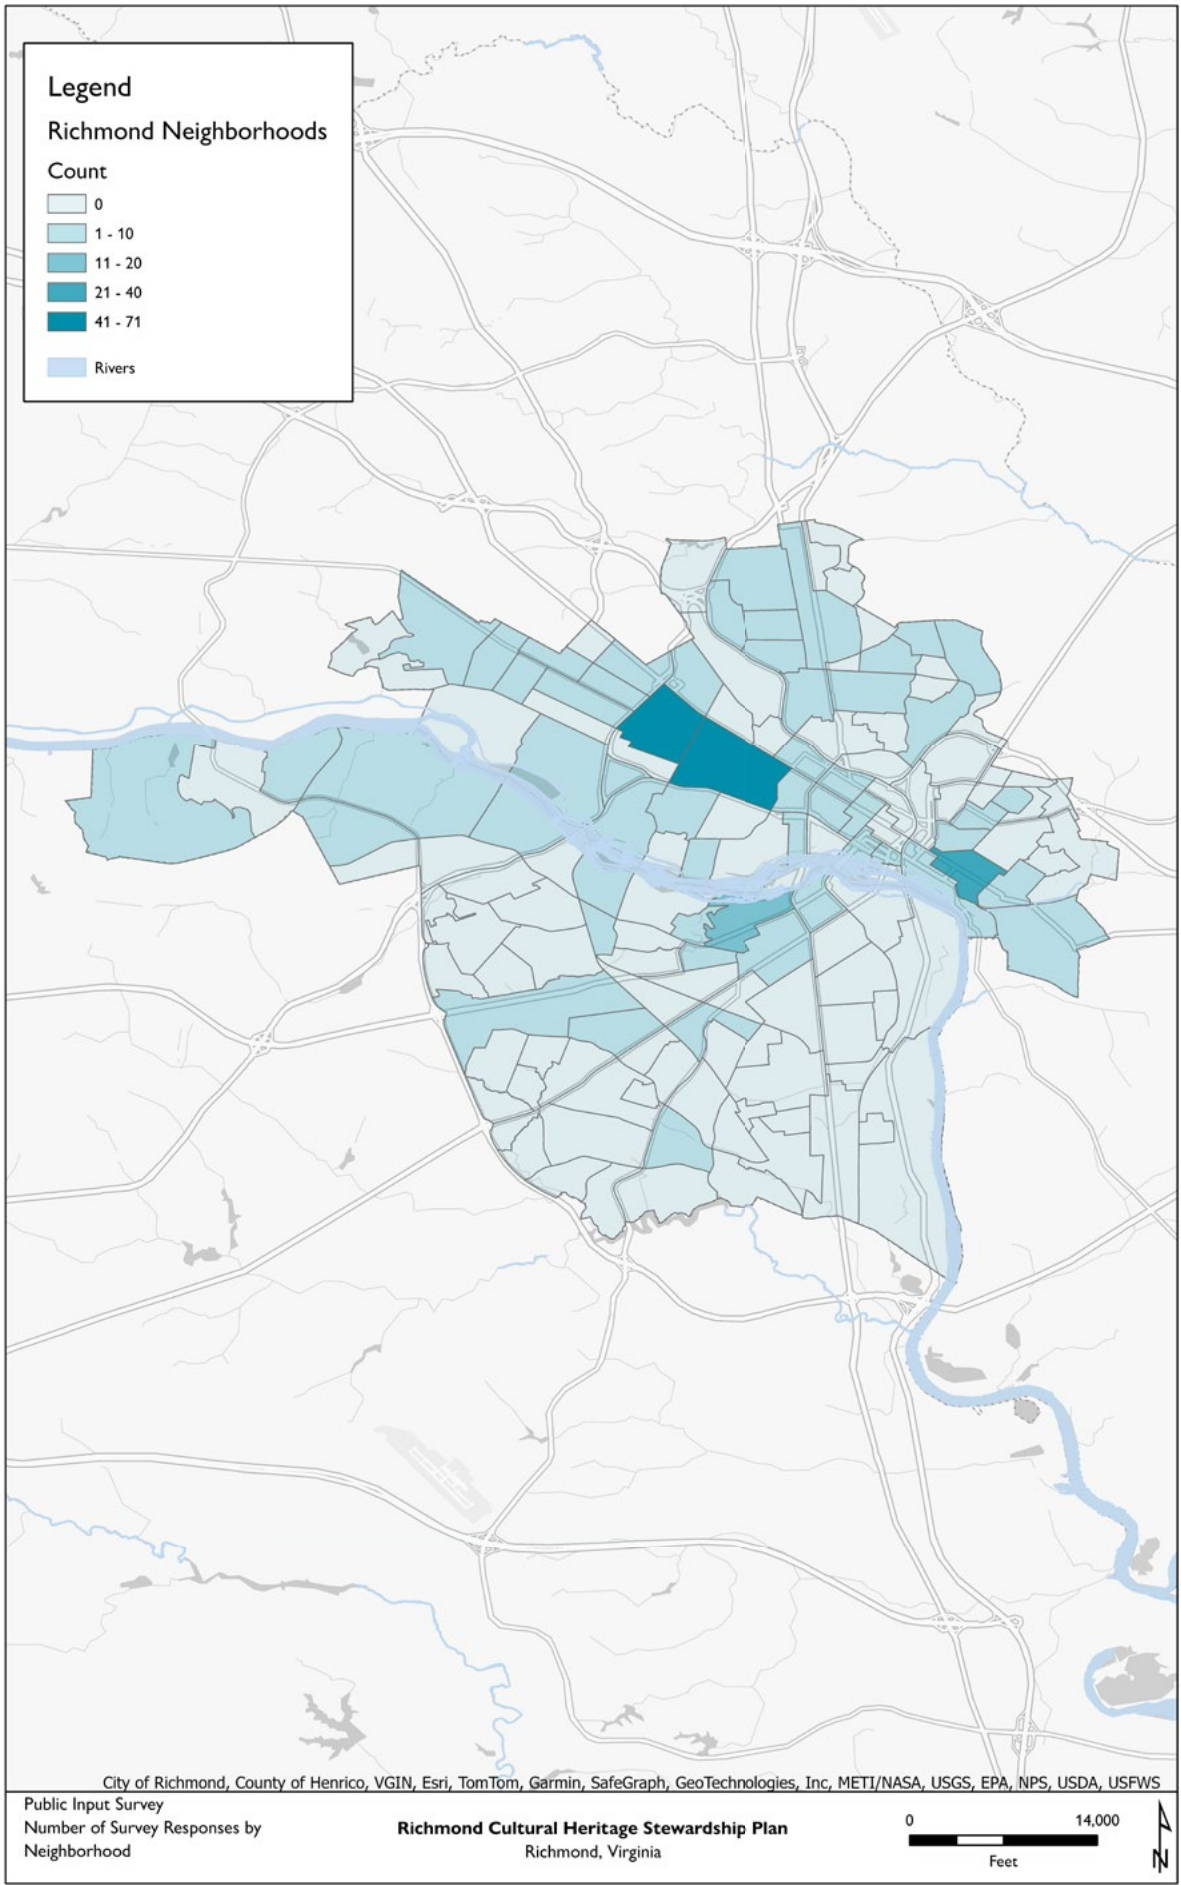 Legend
Richmond Neighborhoods
Count
0
1 - 10
11 - 20
21 - 40
41 - 71
Rivers
City of Richmond, County of Henrico, VGIN, Esri, TomTom, Garmin, SafeGraph, GeoTechnologies, Inc, METI/NASA, USGS, EPA, NPS, USDA, USFWS
Public Input Survey
Number of Survey Responses by
Neighborhood
Richmond Cultural Heritage Stewardship Plan
Richmond, Virginia
0 14,000
Feet
N